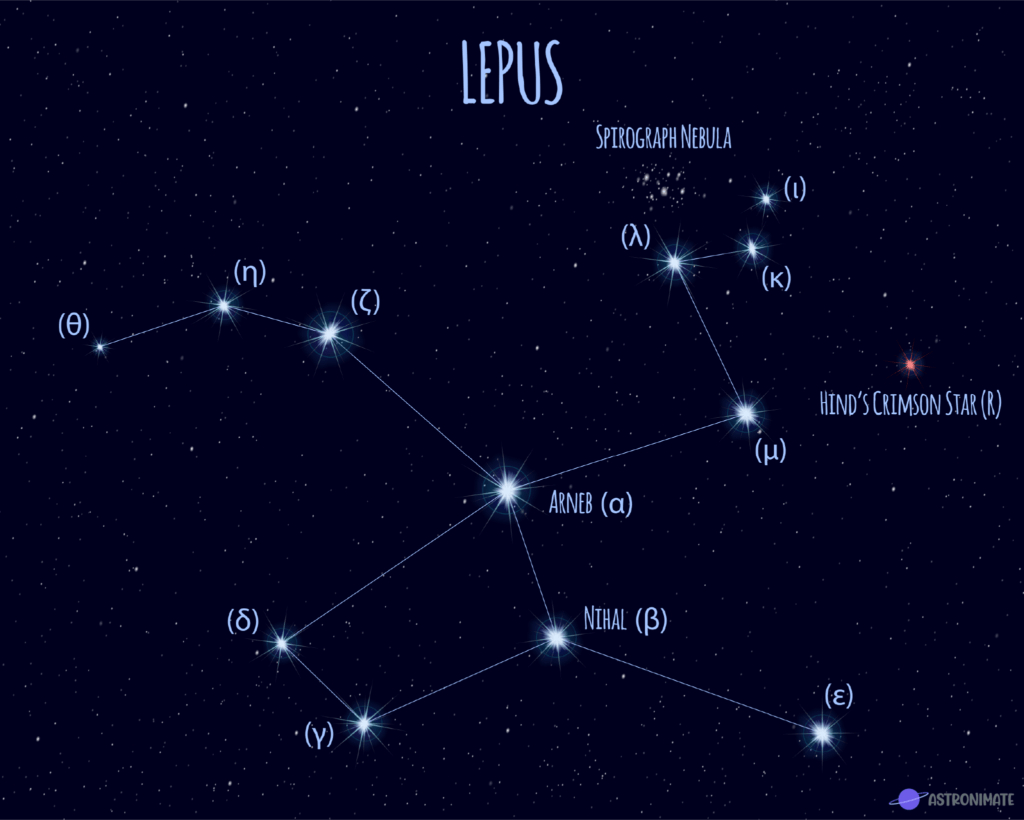 LEPUS
SPIROGRAPH NEBULA
(ι)
(λ)
(κ)
(η)
(ζ)
(θ)
HIND'S CRIMSON STAR (R)
(μ)
ARNEB (α)
(δ)
NIHAL (β)
(ε)
(γ)
ASTRONIMATE